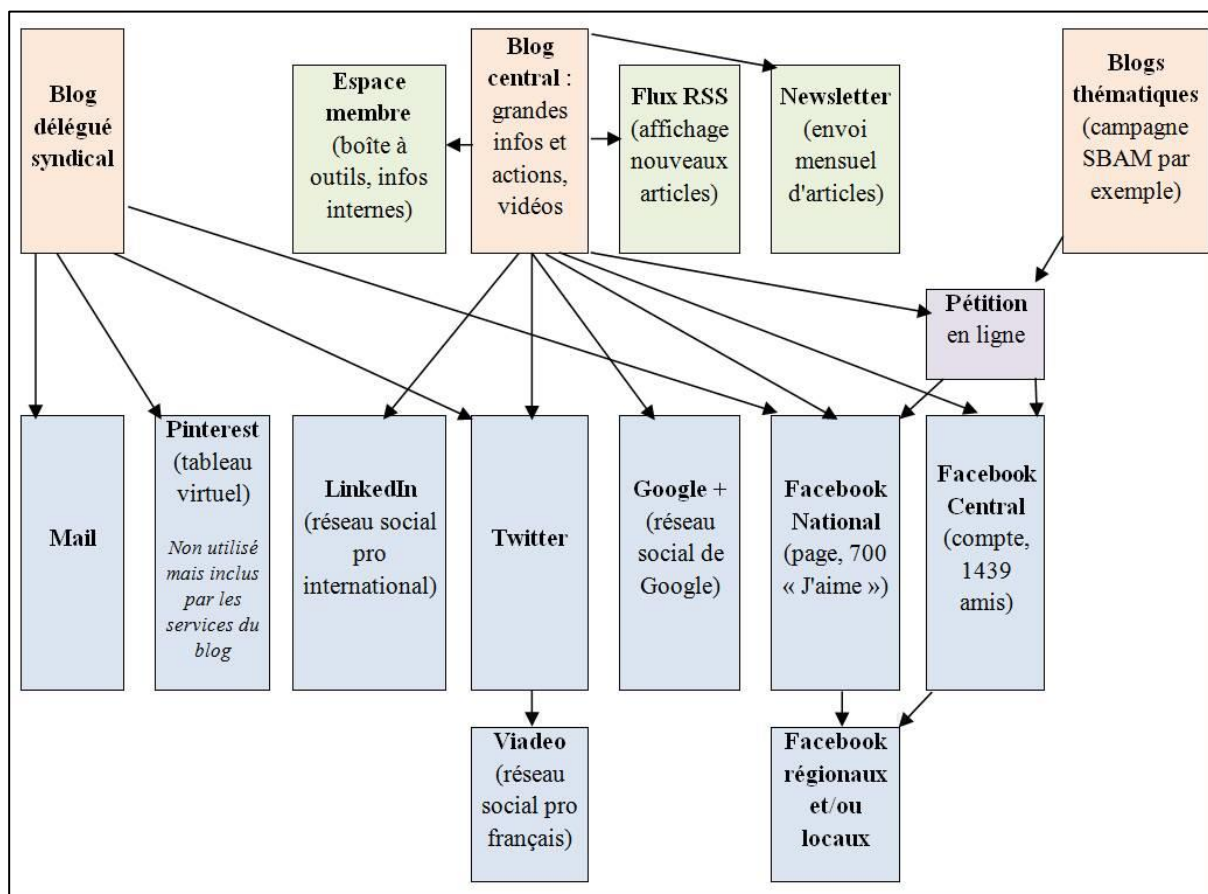 Blog
délégué
syndical
Espace
membre
(boîte à
outils, infos
internes)
Blog
central :
grandes
infos et
actions,
vidéos
Flux RSS
(affichage
nouveaux
articles)
Newsletter
(envoi
mensuel
d'articles)
Blogs
thématiques
(campagne
SBAM par
exemple)
Pétition
en ligne
Mail
Pinterest
(tableau
virtuel)
Non utilisé
mais inclus
par les
services du
blog
LinkedIn
(réseau social
pro
international)
Twitter
Google +
(réseau
social de
Google)
Facebook
National
(page, 700
« J'aime »)
Facebook
Central
(compte,
1439
amis)
Viadeo
(réseau
social pro
français)
Facebook
régionaux
et/ou
locaux